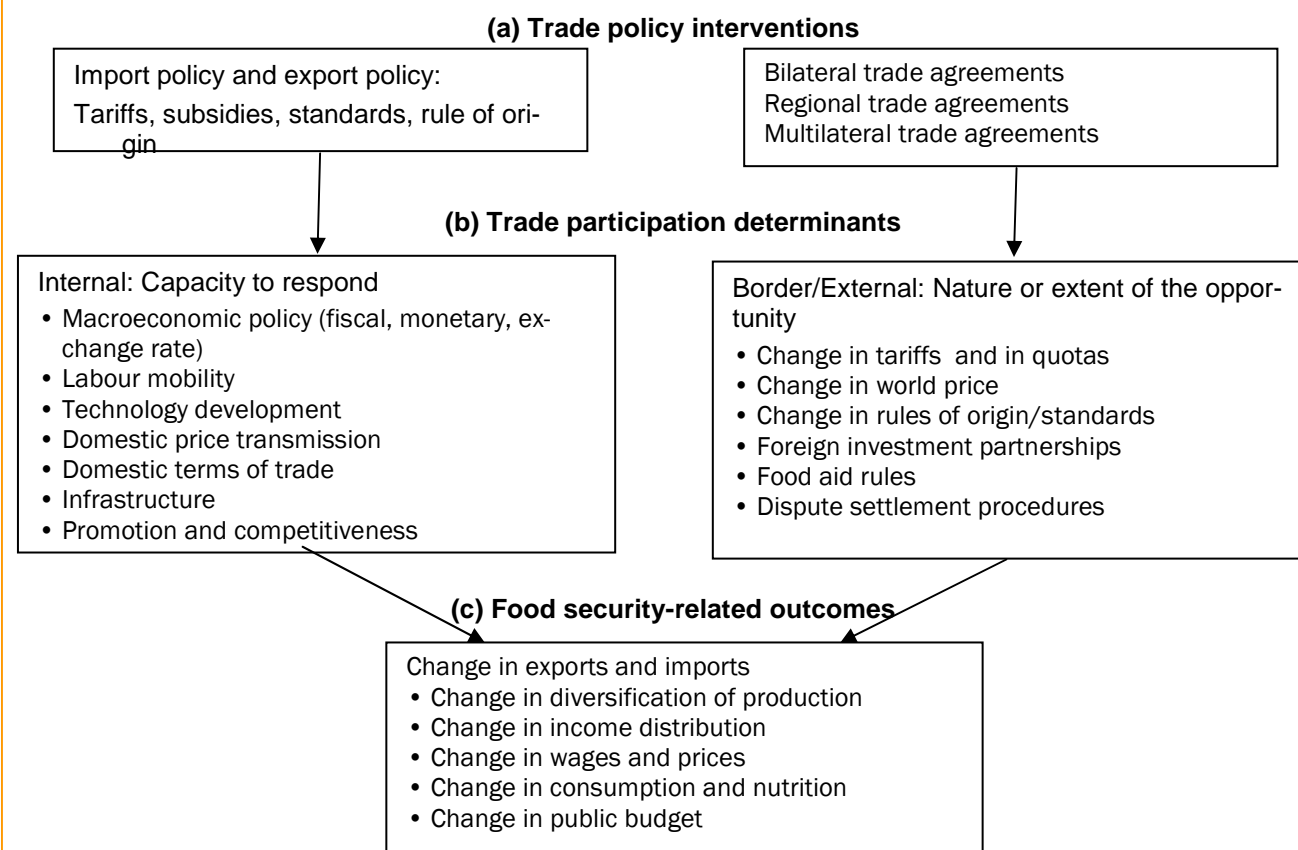 (a) Trade policy interventions
Import policy and export policy:
Tariffs, subsidies, standards, rule of ori-
gin
Bilateral trade agreements
Regional trade agreements
Multilateral trade agreements
(b) Trade participation determinants
Internal: Capacity to respond
• Macroeconomic policy (fiscal, monetary, ex-
change rate)
• Labour mobility
• Technology development
• Domestic price transmission
• Domestic terms of trade
• Infrastructure
• Promotion and competitiveness
Border/External: Nature or extent of the oppor-
tunity
• Change in tariffs and in quotas
• Change in world price
• Change in rules of origin/standards
• Foreign investment partnerships
• Food aid rules
• Dispute settlement procedures
(c) Food security-related outcomes
Change in exports and imports
• Change in diversification of production
• Change in income distribution
• Change in wages and prices
• Change in consumption and nutrition
• Change in public budget